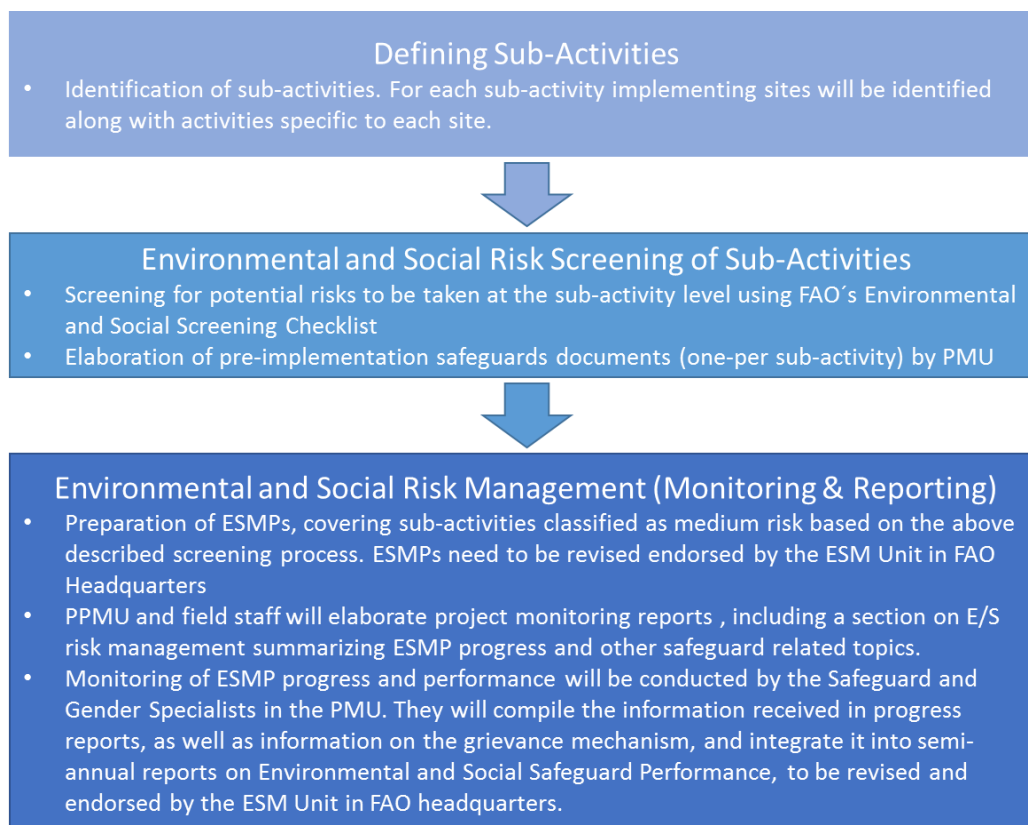 Defining Sub-Activities
• Identification of sub-activities. For each sub-activity implementing sites will be identified
along with activities specific to each site.
Environmental and Social Risk Screening of Sub-Activities
• Screening for potential risks to be taken at the sub-activity level using FAO´s Environmental
and Social Screening Checklist
• Elaboration of pre-implementation safeguards documents (one-per sub-activity) by PMU
Environmental and Social Risk Management (Monitoring & Reporting)
• Preparation of ESMPs, covering sub-activities classified as medium risk based on the above
described screening process. ESMPs need to be revised endorsed by the ESM Unit in FAO
Headquarters
• PPMU and field staff will elaborate project monitoring reports , including a section on E/S
risk management summarizing ESMP progress and other safeguard related topics.
• Monitoring of ESMP progress and performance will be conducted by the Safeguard and
Gender Specialists in the PMU. They will compile the information received in progress
reports, as well as information on the grievance mechanism, and integrate it into semi-
annual reports on Environmental and Social Safeguard Performance, to be revised and
endorsed by the ESM Unit in FAO headquarters.